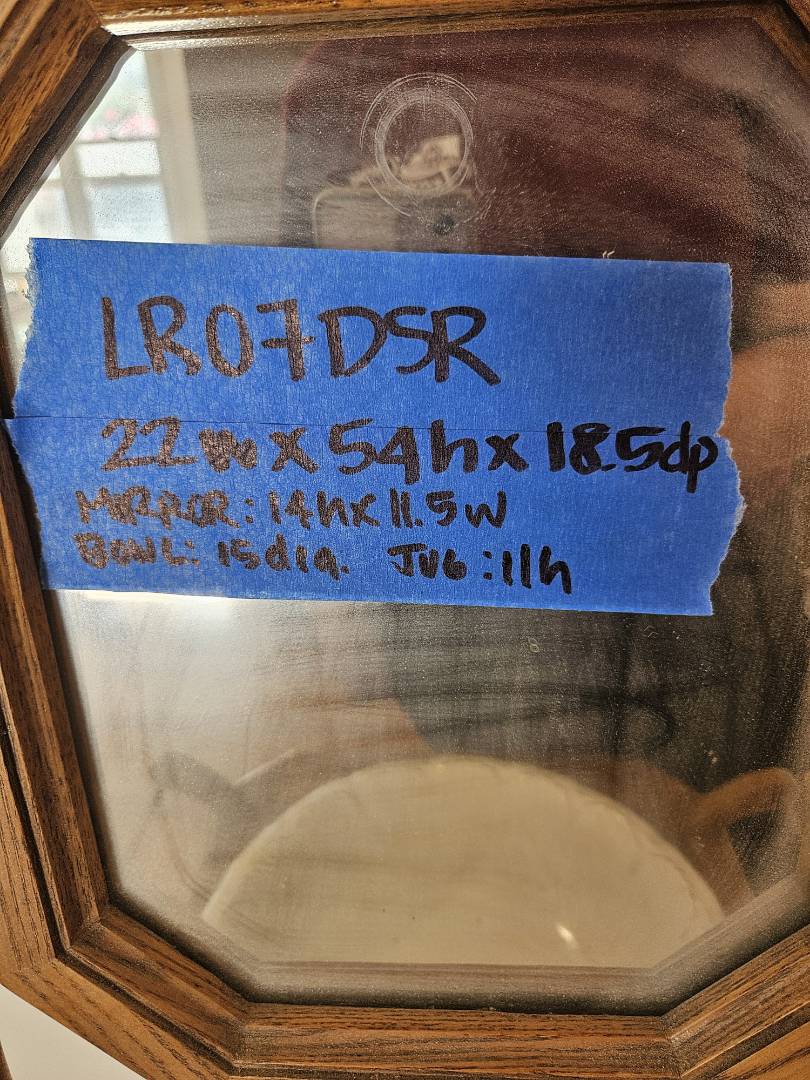 LR07DSR
22w x 54h x 18.5dp
MIRROR: 14h x 11.5w
BOWL: 15dia. JUG: 11h